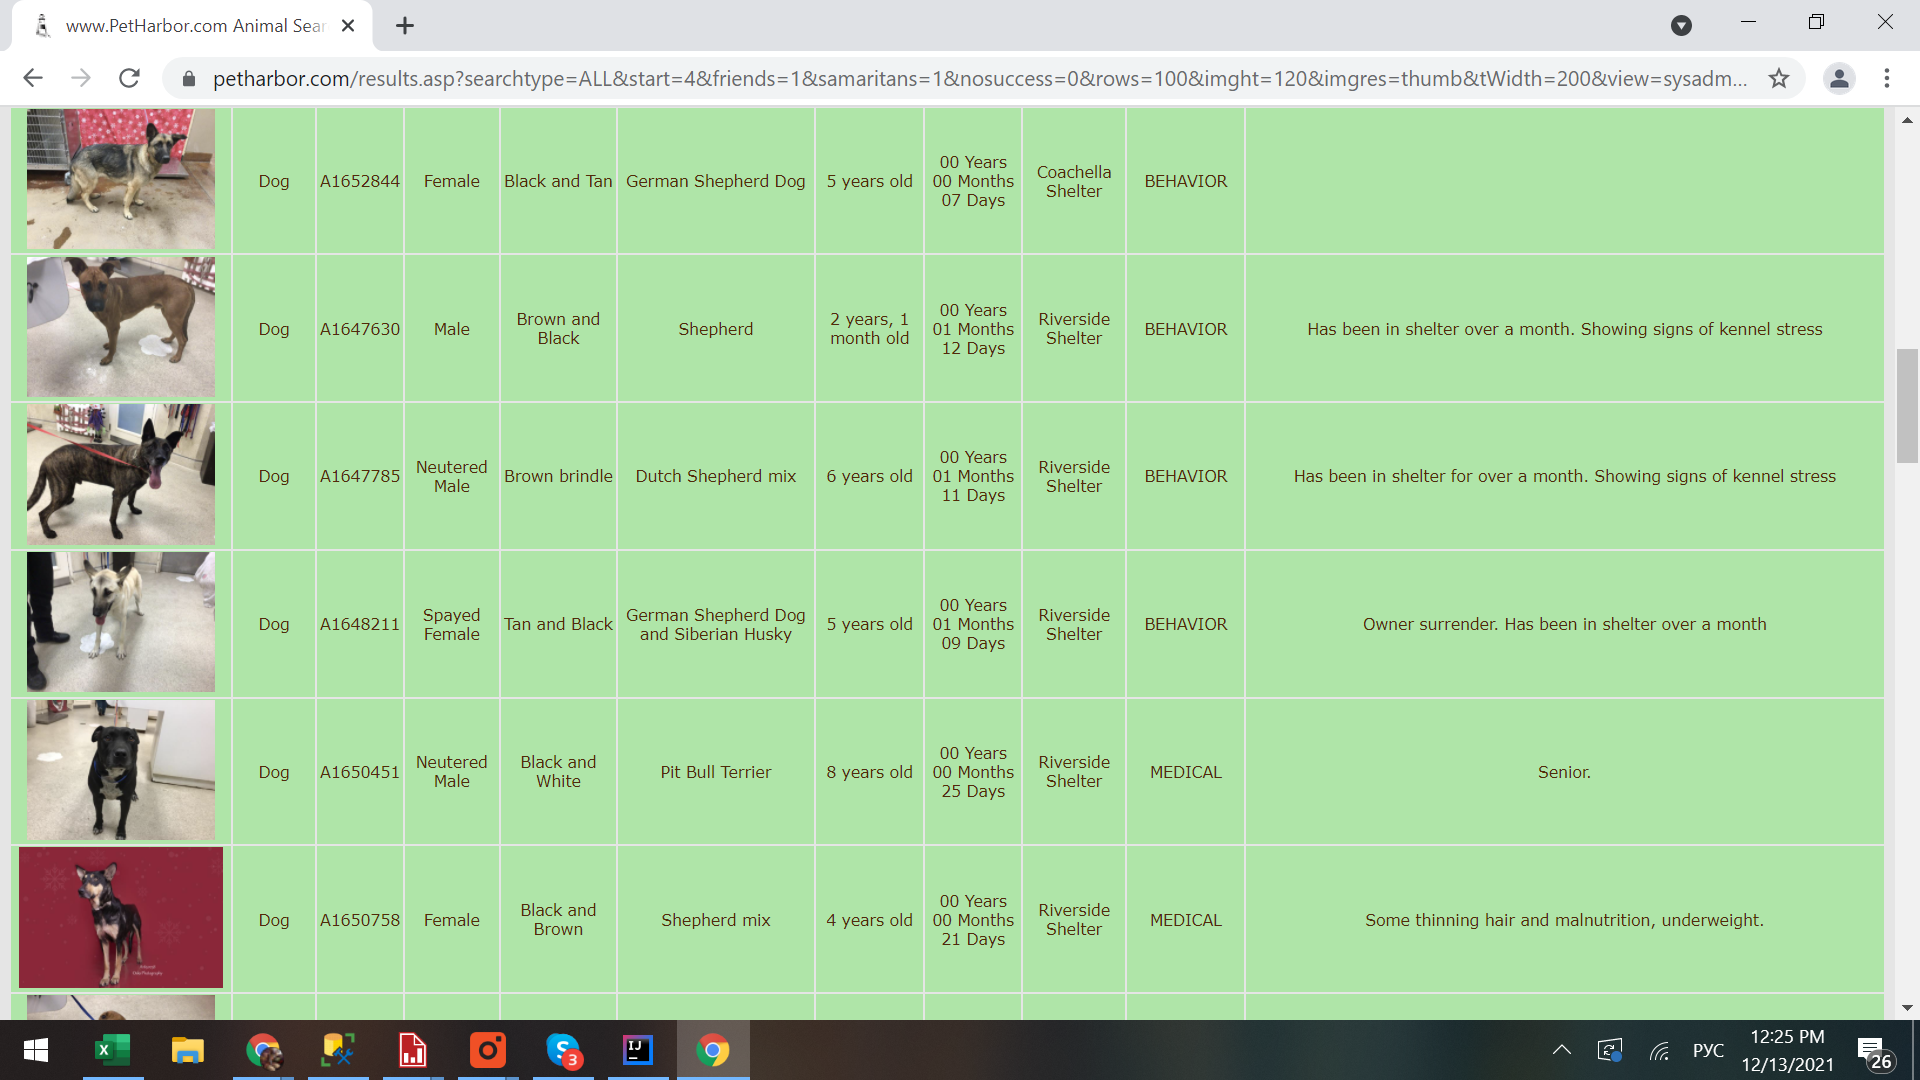 www.PetHarbor.com Animal Sear
petharbor.com/results.asp?searchtype=ALL&start=4&friends=1&samaritans=1&nosuccess=0&rows=100&imght=120&imgres=thumb&tWidth=200&view=sysadm...
Dog
A1652844
Female
Black and Tan
German Shepherd Dog
5 years old
00 Years
00 Months
07 Days
Coachella
Shelter
BEHAVIOR
Dog
A1647630
Male
Brown and
Black
Shepherd
2 years, 1
month old
00 Years
01 Months
12 Days
Riverside
Shelter
BEHAVIOR
Has been in shelter over a month. Showing signs of kennel stress
Dog
A1647785
Neutered
Male
Brown brindle
Dutch Shepherd mix
6 years old
00 Years
01 Months
11 Days
Riverside
Shelter
BEHAVIOR
Has been in shelter for over a month. Showing signs of kennel stress
Dog
A1648211
Spayed
Female
Tan and Black
German Shepherd Dog
and Siberian Husky
5 years old
00 Years
01 Months
09 Days
Riverside
Shelter
BEHAVIOR
Owner surrender. Has been in shelter over a month
Dog
A1650451
Neutered
Male
Black and
White
Pit Bull Terrier
8 years old
00 Years
00 Months
25 Days
Riverside
Shelter
MEDICAL
Senior.
Dog
A1650758
Female
Black and
Brown
Shepherd mix
4 years old
00 Years
00 Months
21 Days
Riverside
Shelter
MEDICAL
Some thinning hair and malnutrition, underweight.
X
S
3
IJ
РУС
12:25 PM
12/13/2021
26